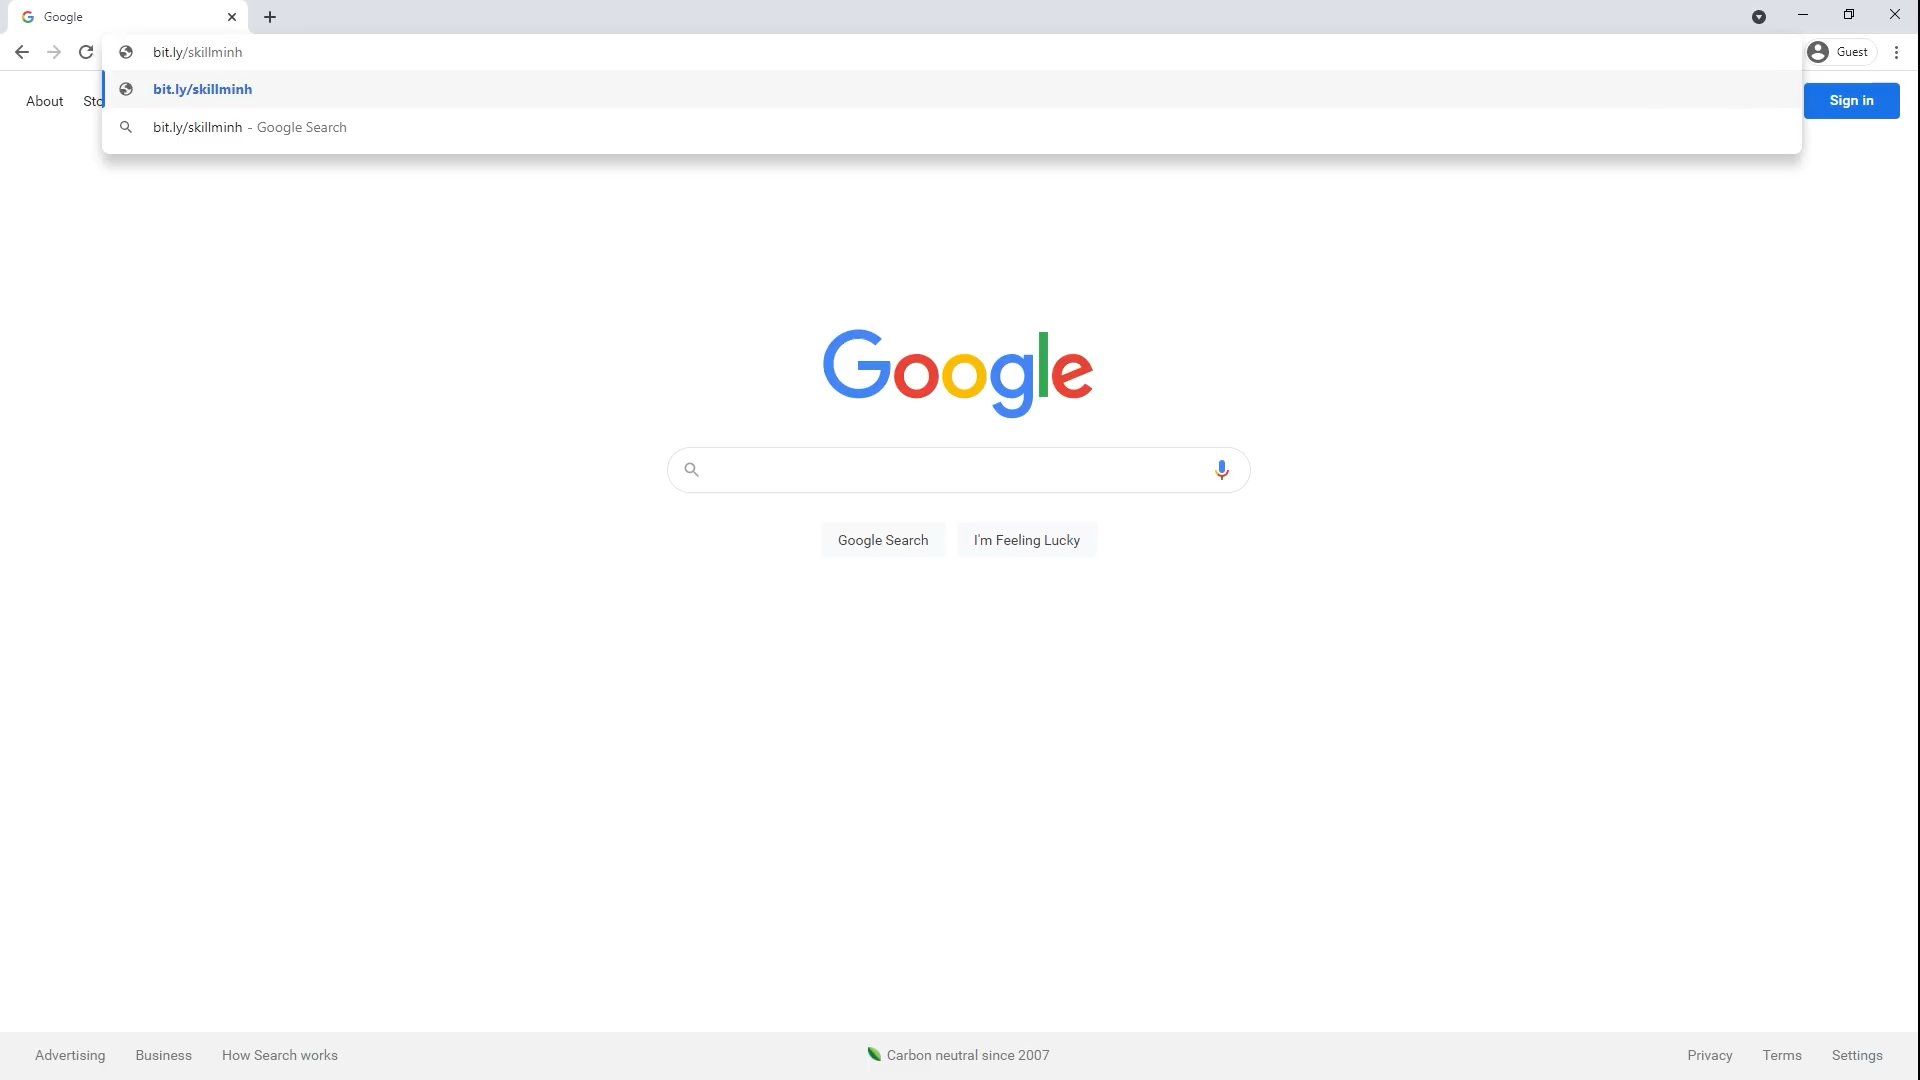 Google
bit.ly/skillminh
Guest
bit.ly/skillminh
About Sto
Sign in
bit.ly/skillminh - Google Search
Google
Google Search I'm Feeling Lucky
Advertising Business How Search works Carbon neutral since 2007 Privacy Terms Settings